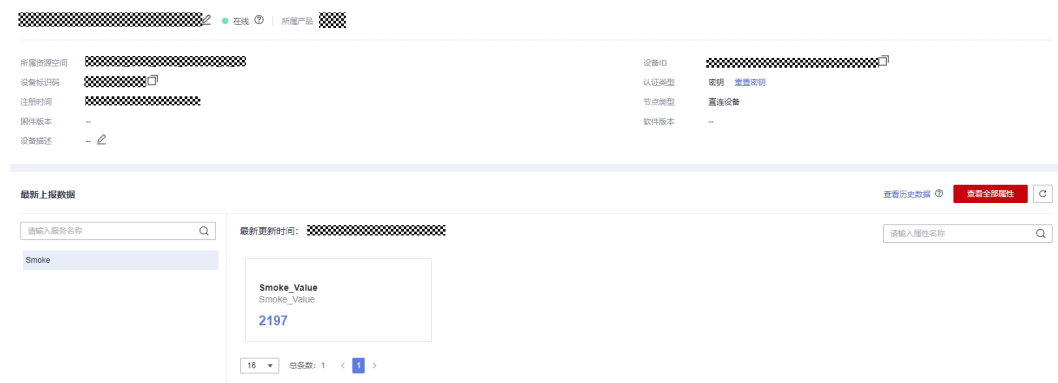 在线 所属产品
所属资源空间
设备ID
设备标识码
认证类型 密钥 重置密钥
注册时间
节点类型 直连设备
固件版本 --
软件版本 --
设备描述 --
最新上报数据
查看历史数据 查看全部属性
请输入服务名称
最新更新时间：
请输入属性名称
Smoke
Smoke_Value
Smoke_Value
2197
16 总条数：1 < 1 >